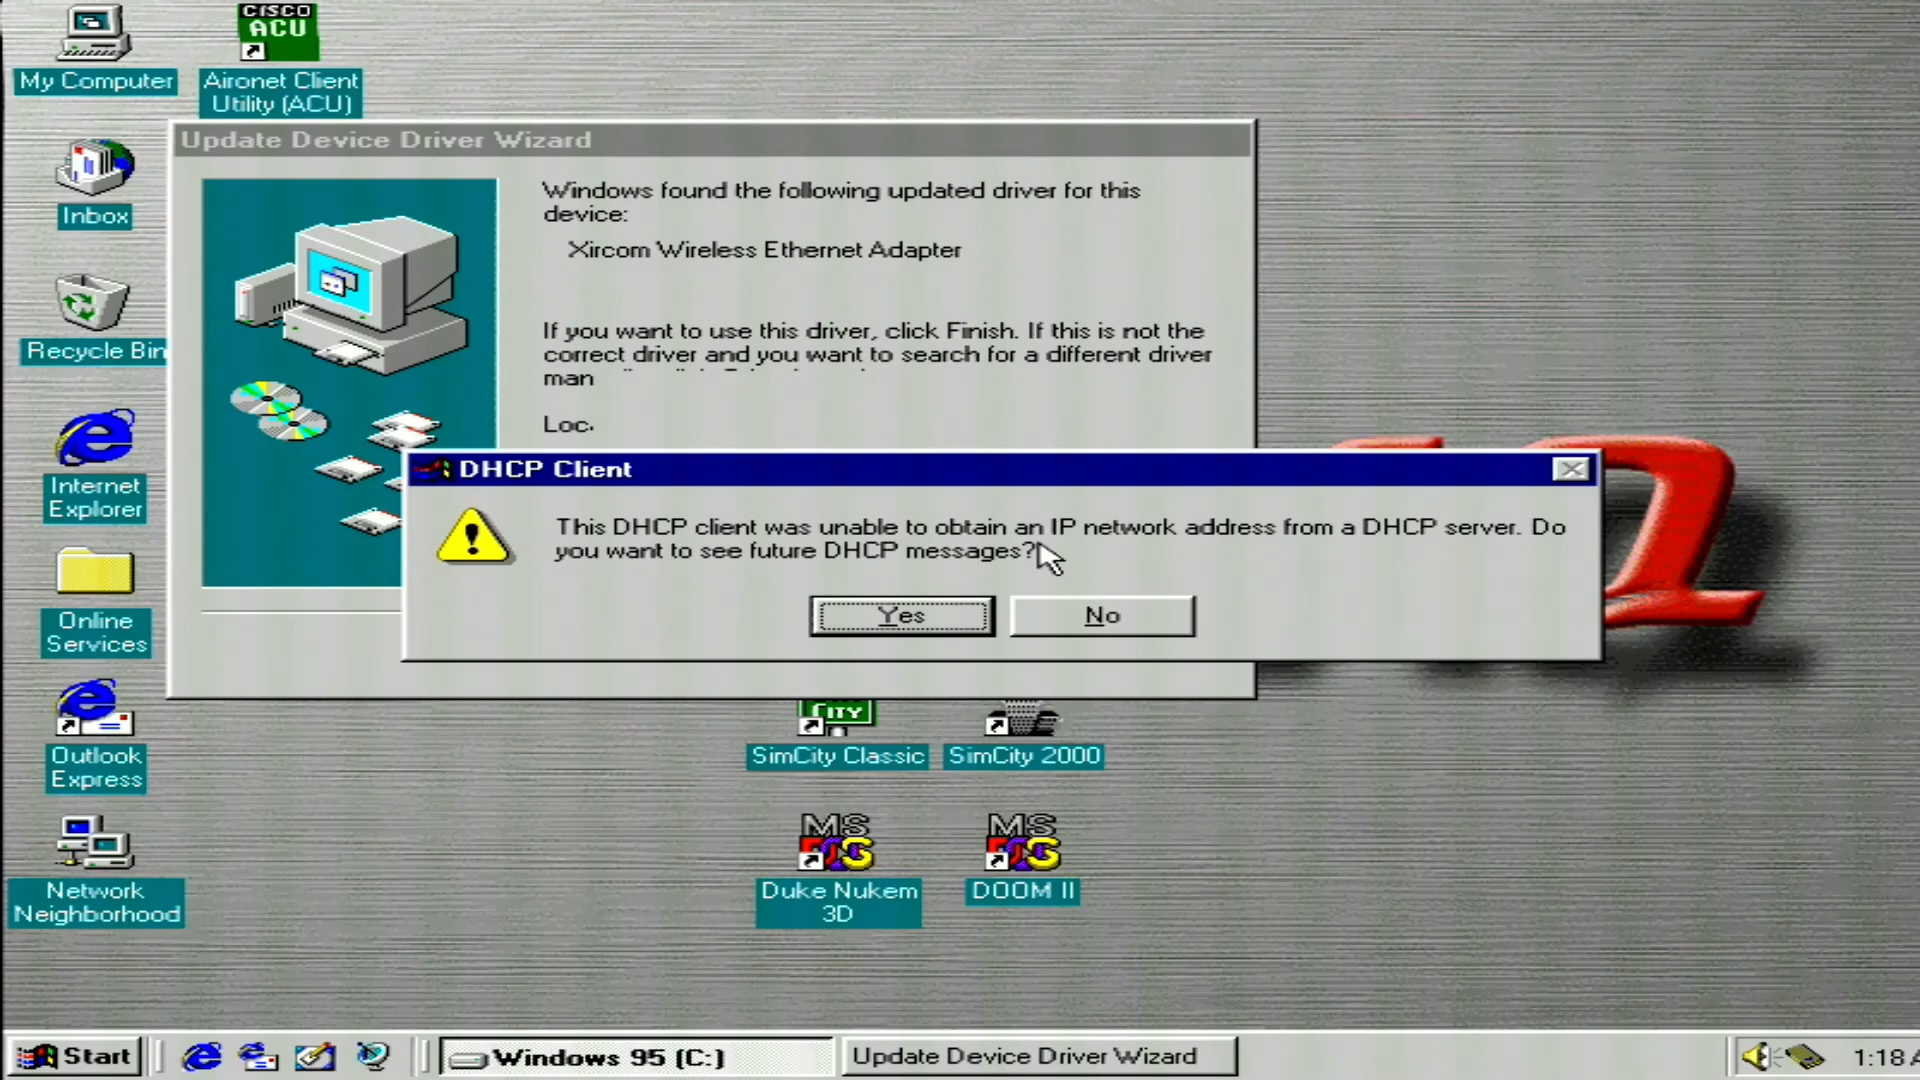 CISCO
ACU
My Computer
Aironet Client
Utility (ACU)
Update Device Driver Wizard
Windows found the following updated driver for this
device:
Xircom Wireless Ethernet Adapter
Inbox
If you want to use this driver, click Finish. If this is not the
correct driver and you want to search for a different driver
man
Recycle Bin
Loc
DHCP Client
This DHCP client was unable to obtain an IP network address from a DHCP server. Do
you want to see future DHCP messages?
Yes
No
Internet
Explorer
Online
Services
CITY
SimCity Classic
SimCity 2000
Outlook
Express
MS
DOS
MS
DOS
Duke Nukem
3D
DOOM II
Network
Neighborhood
Start
Windows 95 (C:)
Update Device Driver Wizard
1:18